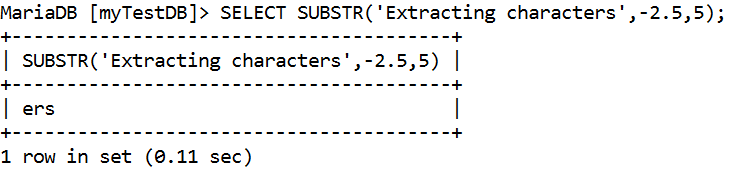 MariaDB [myTestDB]> SELECT SUBSTR('Extracting characters',-2.5,5);
+----------------------------------------+
| SUBSTR('Extracting characters',-2.5,5) |
+----------------------------------------+
| ers                                    |
+----------------------------------------+
1 row in set (0.11 sec)